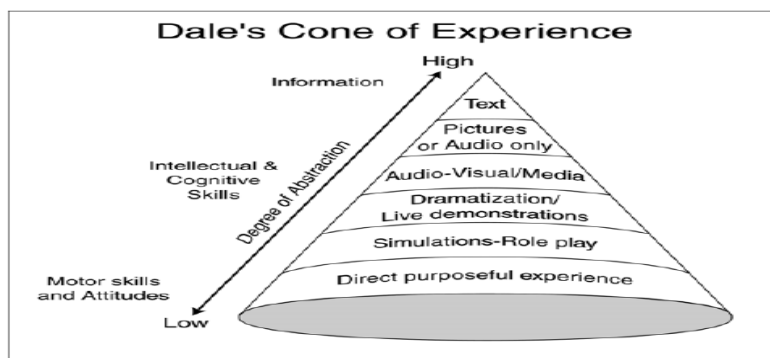 Dale's Cone of Experience
High
Information
Text
Pictures
or Audio only
Intellectual &
Cognitive
Skills
Degree of Abstraction
Audio-Visual/Media
Dramatization/
Live demonstrations
Simulations-Role play
Motor skills
and Attitudes
Direct purposeful experience
Low